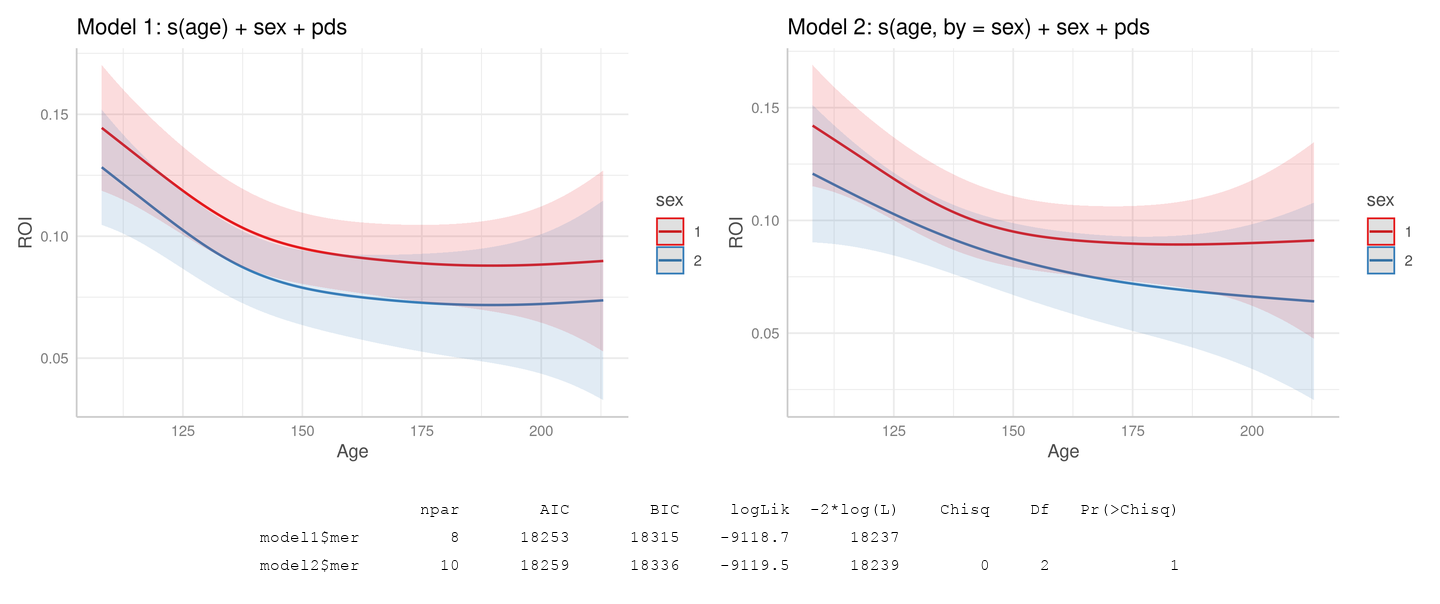 Model 1: s(age) + sex + pds
0.15
0.10
0.05
ROI
125 150 175 200
Age
sex
1
2
Model 2: s(age, by = sex) + sex + pds
0.15
0.10
0.05
ROI
125 150 175 200
Age
sex
1
2
npar AIC BIC logLik -2*log(L) Chisq Df Pr(>Chisq)
model1$mer 8 18253 18315 -9118.7 18237
model2$mer 10 18259 18336 -9119.5 18239 0 2 1